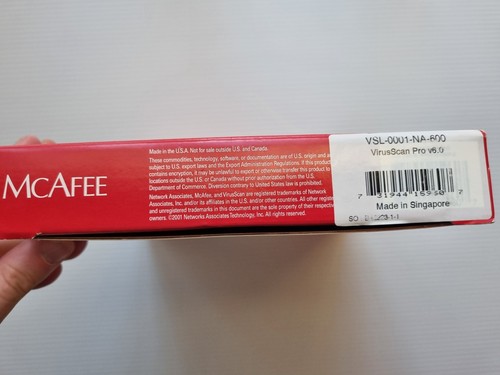 McAFEE
Made in the U.S.A. Not for sale outside U.S. and Canada.
These commodities, technology, software, or documentation are of U.S. origin and a
subject to U.S. export laws and the Export Administration Regulations. If this product
contains encryption, it may be unlawful to export or otherwise transfer this product to
locations outside the U.S. or Canada without prior authorization from the U.S.
Department of Commerce. Diversion contrary to United States law is prohibited.
Network Associates, McAfee, and VirusScan are registered trademarks of Network
Associates, Inc. and/or its affiliates in the U.S. and/or other countries. All other regist
and unregistered trademarks in this document are the sole property of their respective
owners. ©2001 Networks Associates Technology, Inc. All rights reserved.
VSL-0001-NA-600
VirusScan Pro v6.0
7 31944 7
Made in Singapore
SO :